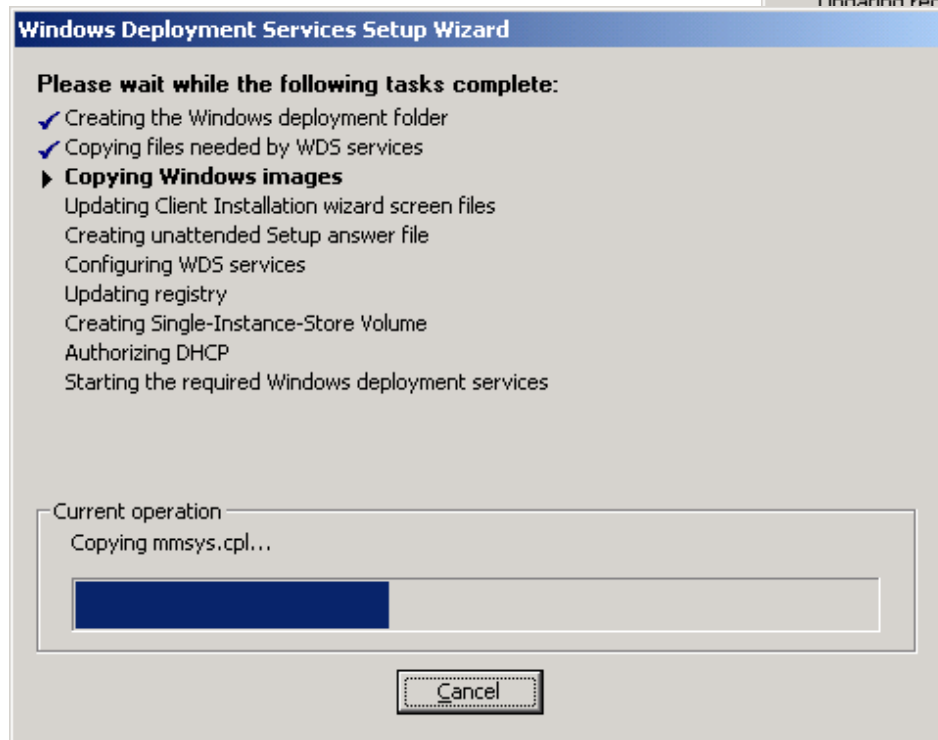 Updating reg
Windows Deployment Services Setup Wizard
Please wait while the following tasks complete:
Creating the Windows deployment folder
Copying files needed by WDS services
Copying Windows images
Updating Client Installation wizard screen files
Creating unattended Setup answer file
Configuring WDS services
Updating registry
Creating Single-Instance-Store Volume
Authorizing DHCP
Starting the required Windows deployment services
Current operation
Copying mmsys.cpl...
Cancel